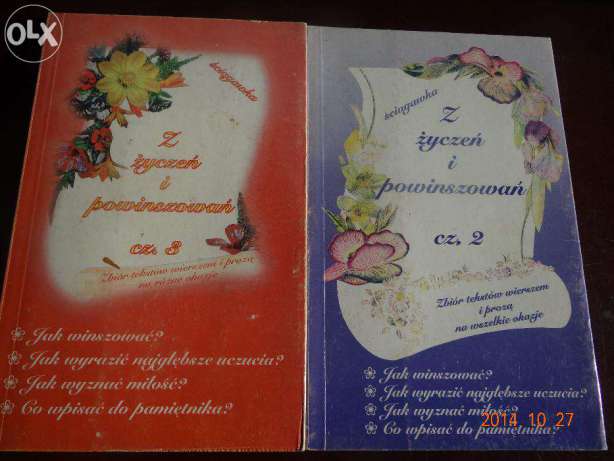 OLX
ściągawka
Z
życzeń
i
powinszowań
cz. 3
Zbiór tekstów wierszem i prozą
na różne okazje
Jak winszować?
Jak wyrazić najgłębsze uczucia?
Jak wyznać miłość?
Co wpisać do pamiętnika?
ściągawka
Z
życzeń
i
powinszowań
cz. 2
Zbiór tekstów wierszem
i prozą
na wszelkie okazje
Jak winszować?
Jak wyrazić najgłębsze uczucia?
Jak wyznać miłość?
Co wpisać do pamiętnika?
2014 10 27